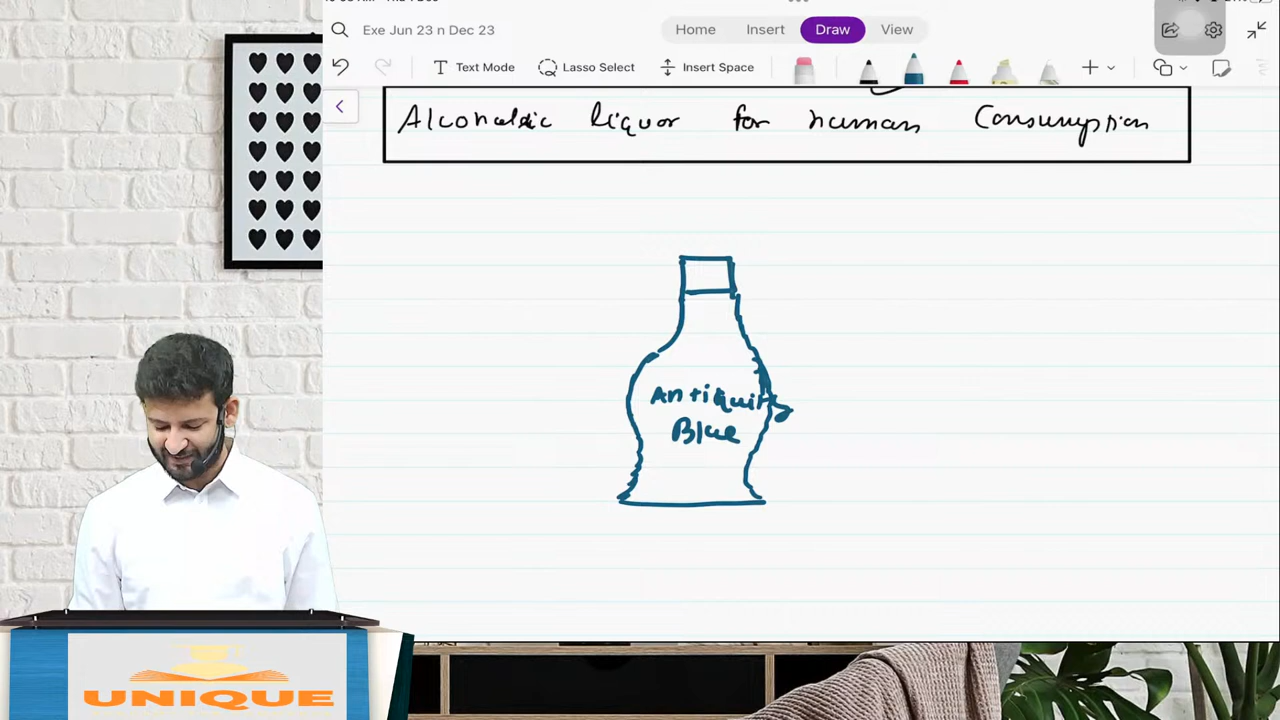 Exe Jun 23 n Dec 23
Home Insert Draw View
Text Mode Lasso Select Insert Space
Alcoholic liquor for human Consumption
Antiquity
Blue
UNIQUE